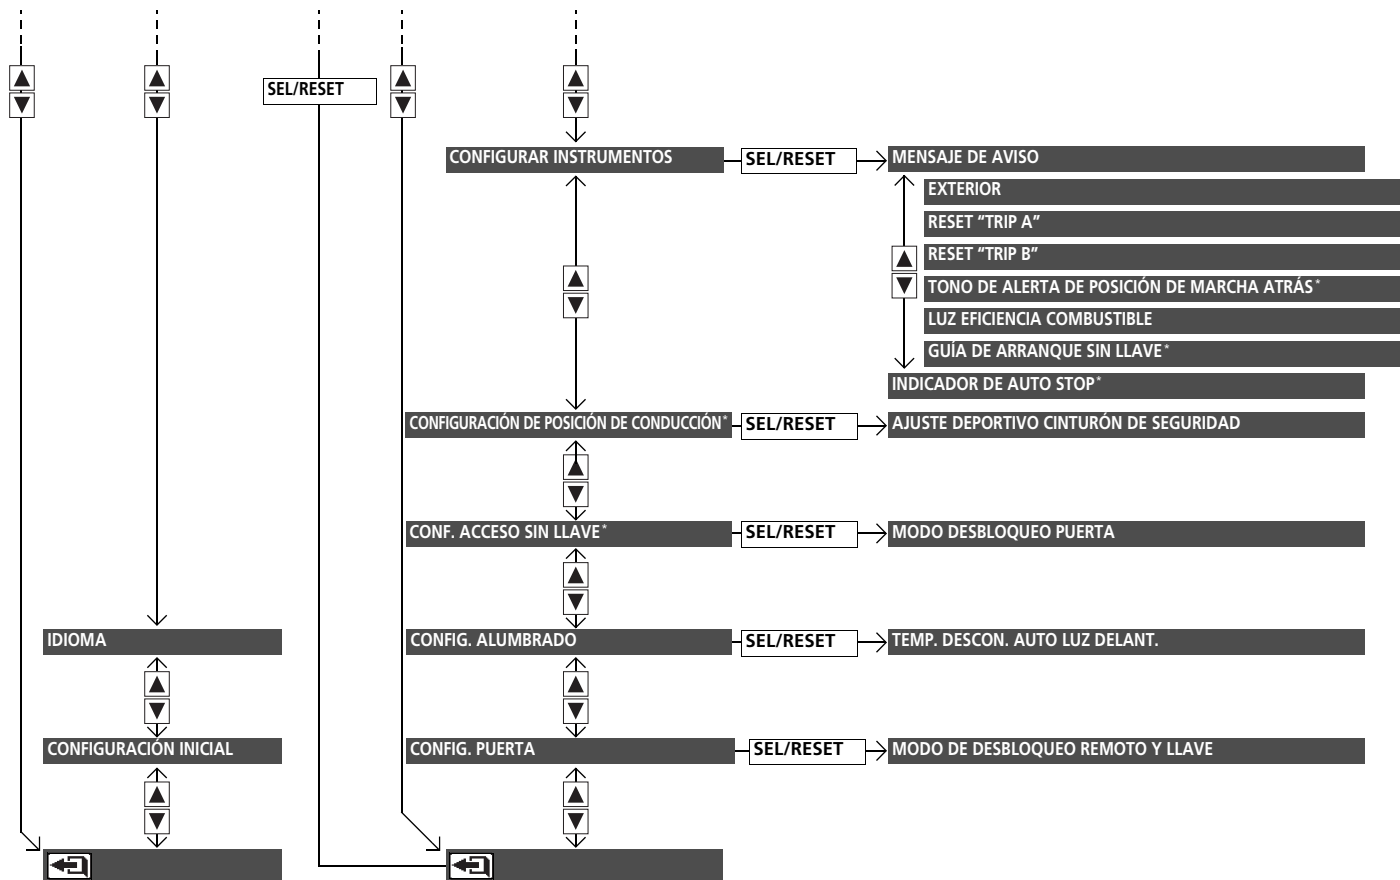 SEL/RESET
CONFIGURAR INSTRUMENTOS SEL/RESET MENSAJE DE AVISO
EXTERIOR
RESET “TRIP A”
RESET “TRIP B”
TONO DE ALERTA DE POSICIÓN DE MARCHA ATRÁS*
LUZ EFICIENCIA COMBUSTIBLE
GUÍA DE ARRANQUE SIN LLAVE*
INDICADOR DE AUTO STOP*
CONFIGURACIÓN DE POSICIÓN DE CONDUCCIÓN* SEL/RESET AJUSTE DEPORTIVO CINTURÓN DE SEGURIDAD
CONF. ACCESO SIN LLAVE* SEL/RESET MODO DESBLOQUEO PUERTA
IDIOMA CONFIG. ALUMBRADO SEL/RESET TEMP. DESCON. AUTO LUZ DELANT.
CONFIGURACIÓN INICIAL CONFIG. PUERTA SEL/RESET MODO DE DESBLOQUEO REMOTO Y LLAVE